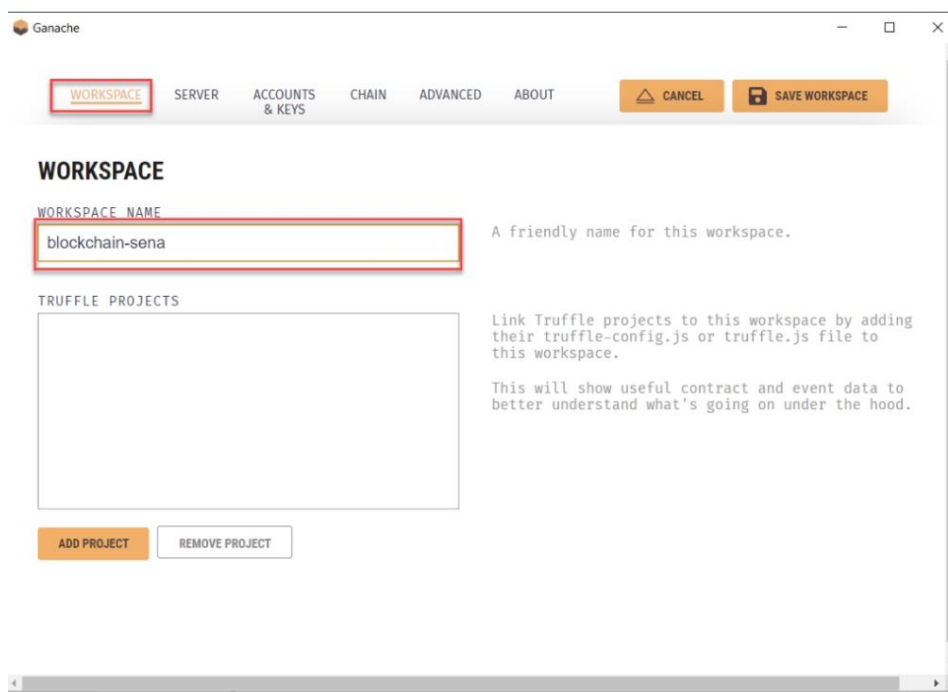 Ganache
WORKSPACE
SERVER
ACCOUNTS
& KEYS
CHAIN
ADVANCED
ABOUT
CANCEL
SAVE WORKSPACE
WORKSPACE
WORKSPACE NAME
blockchain-sena
A friendly name for this workspace.
TRUFFLE PROJECTS
Link Truffle projects to this workspace by adding
their truffle-config.js or truffle.js file to
this workspace.
This will show useful contract and event data to
better understand what's going on under the hood.
ADD PROJECT
REMOVE PROJECT